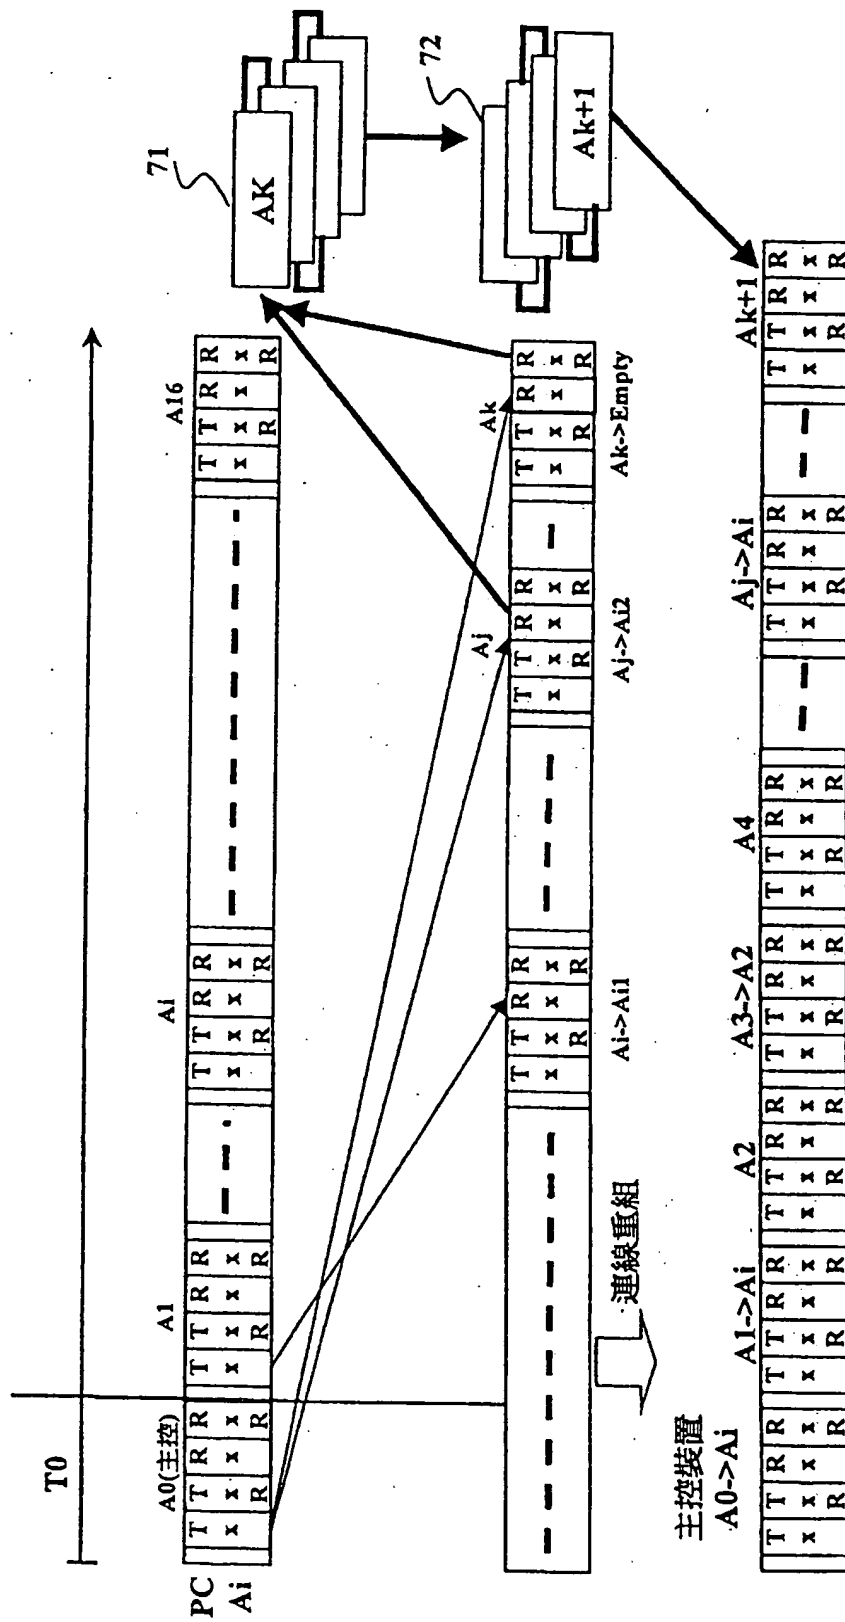 T0
71
A0(主控) A1 Ai A16
PC T T R R T T R R T T R R T T R R
Ai x x x x x x x x x x x x x x x x
R R R R R R R R
AK
72
Aj Ak
T T R R T T R R T T R R
x x x x x x x x x x x x
R R R R R R
Ai->Ai1 Aj->Ai2 Ak->Empty
Ak+1
連線重組
主控裝置
A0->Ai A1->Ai A2 A3->A2 A4 Aj->Ai Ak+1
T T R R T T R R T T R R T T R R T T R R T T R R T T R R
x x x x x x x x x x x x x x x x x x x x x x x x x x x x
R R R R R R R R R R R R R R